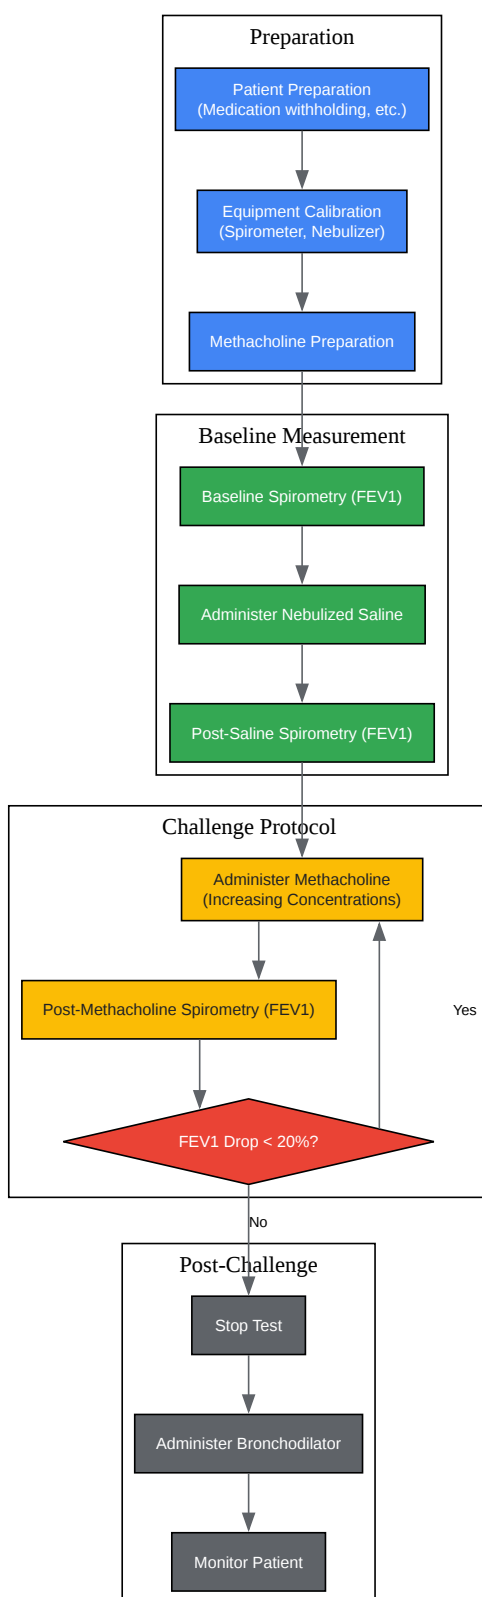 Preparation
Patient Preparation
(Medication withholding, etc.)
Equipment Calibration
(Spirometer, Nebulizer)
Methacholine Preparation
Baseline Measurement
Baseline Spirometry (FEV1)
Administer Nebulized Saline
Post-Saline Spirometry (FEV1)
Challenge Protocol
Administer Methacholine
(Increasing Concentrations)
Post-Methacholine Spirometry (FEV1)
Yes
FEV1 Drop < 20%?
No
Post-Challenge
Stop Test
Administer Bronchodilator
Monitor Patient